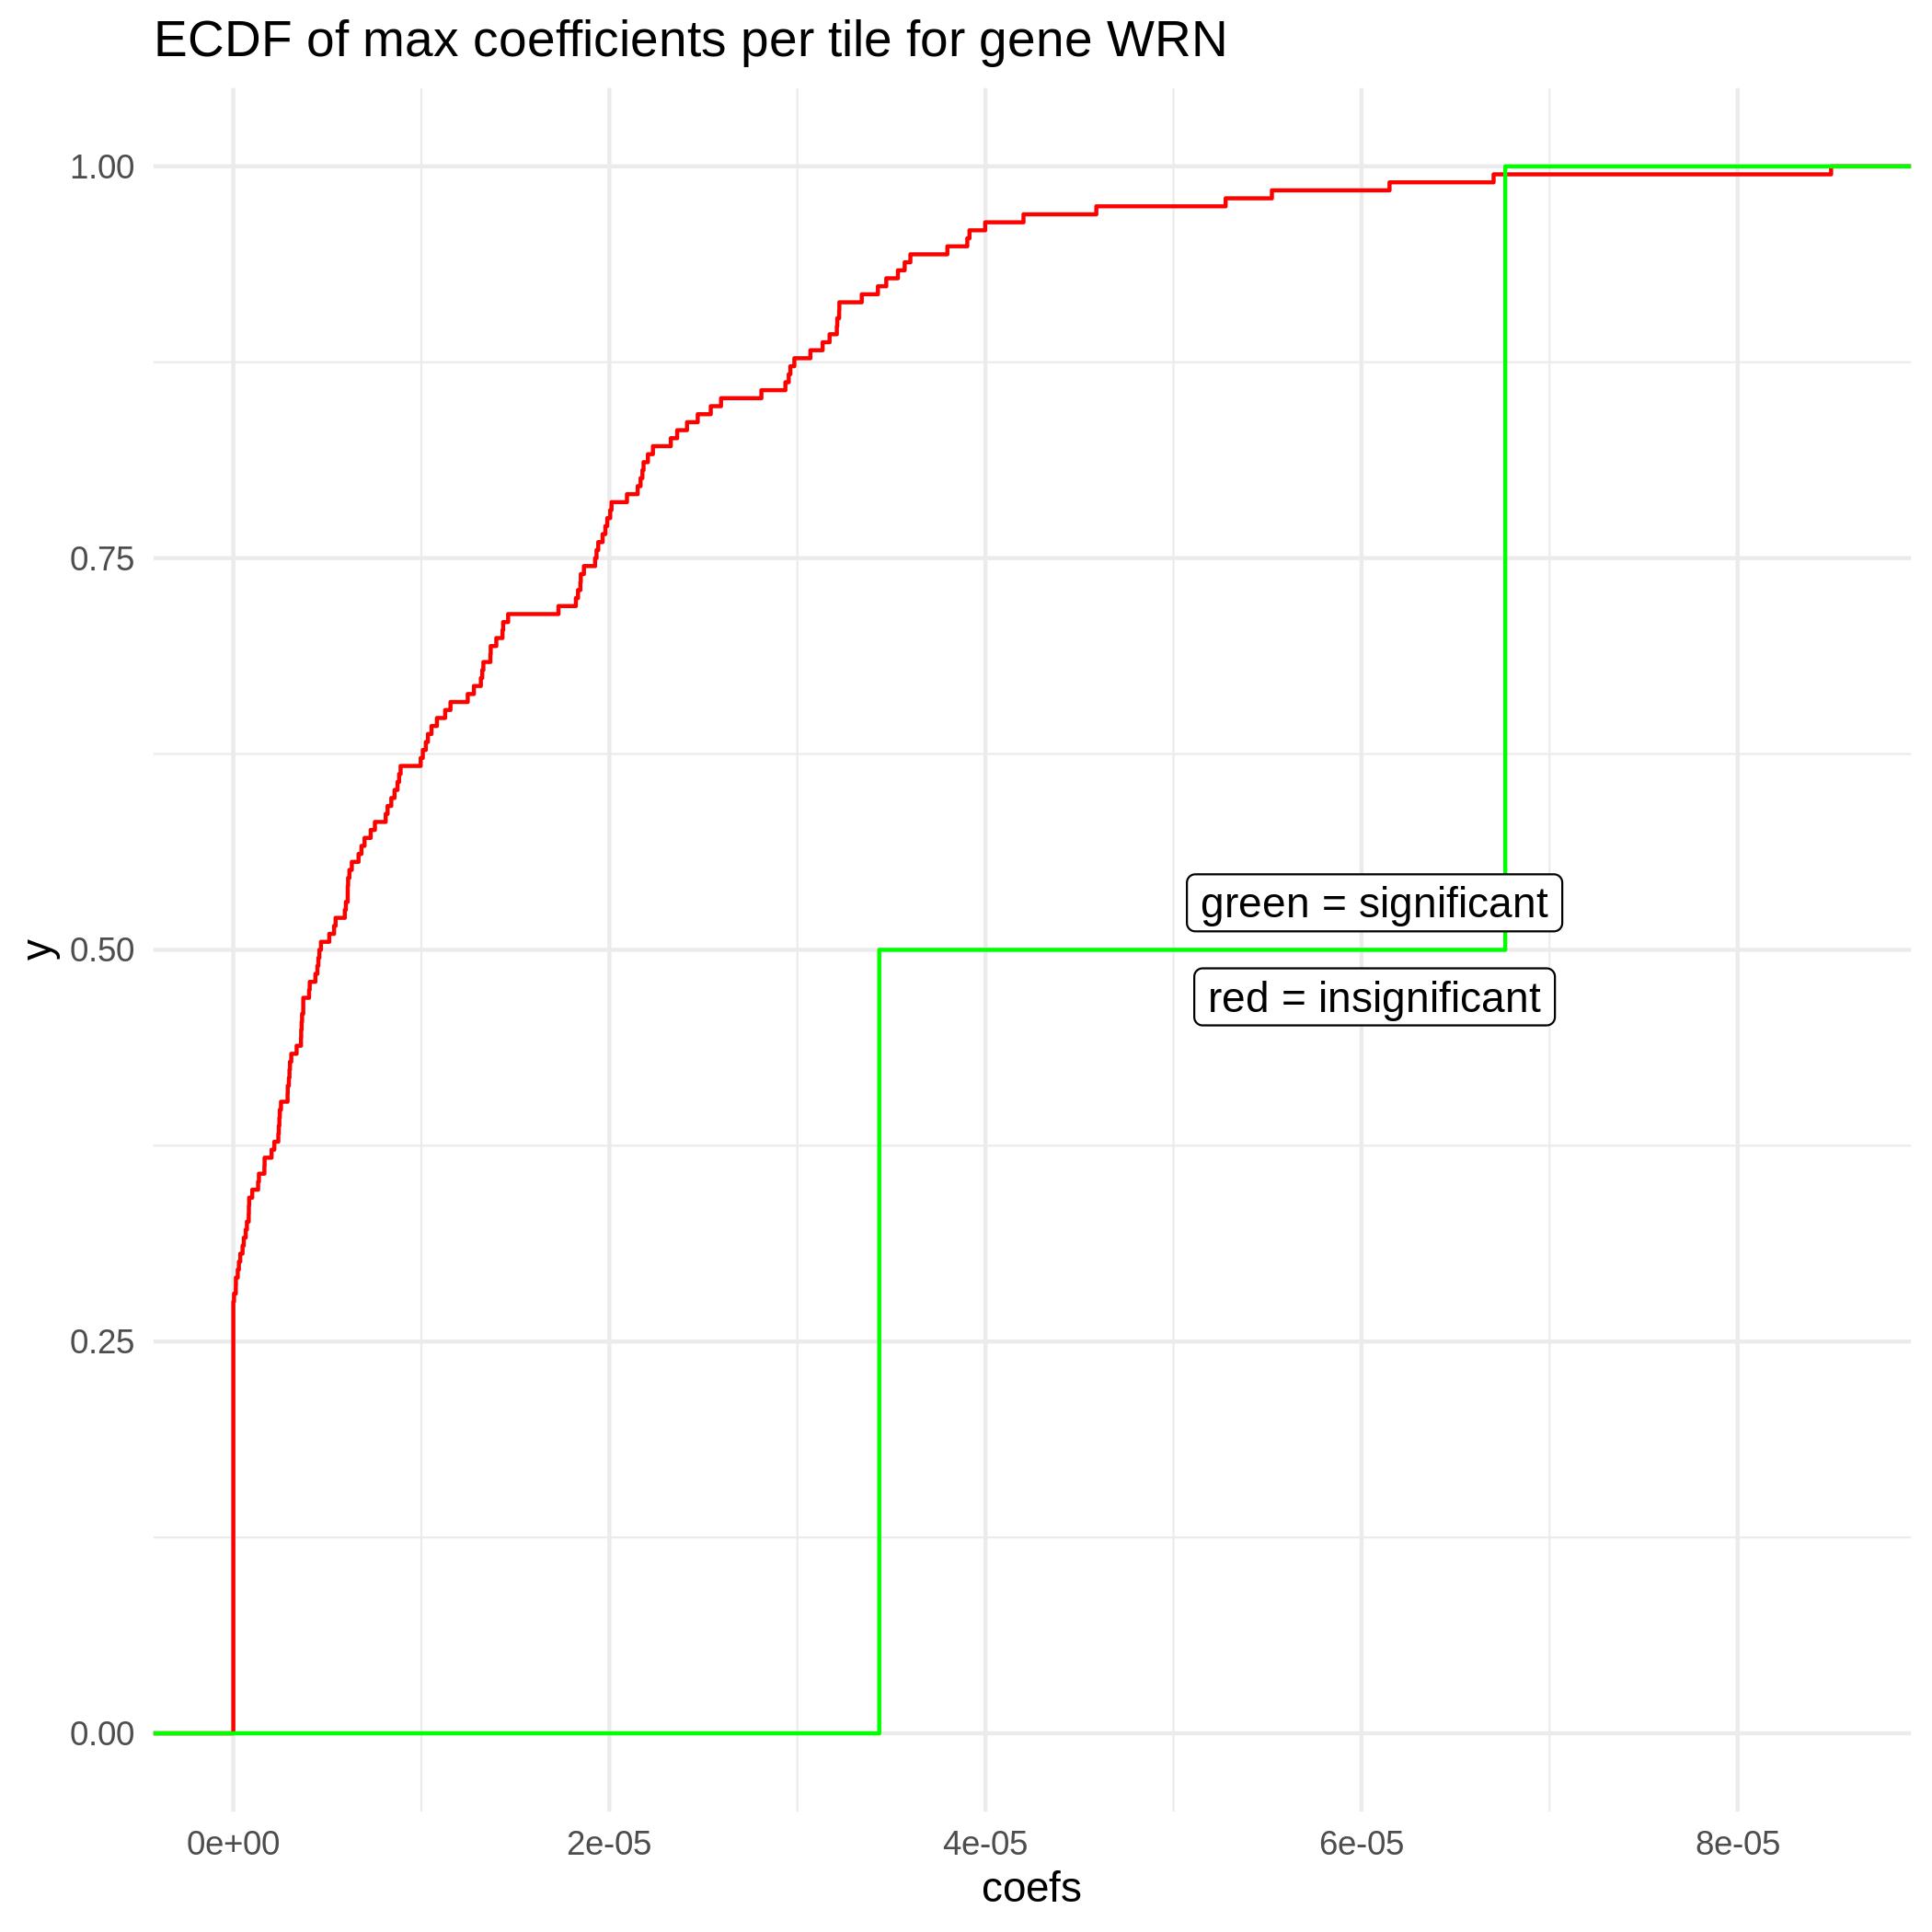 ECDF of max coefficients per tile for gene WRN
1.00
0.75
0.50
0.25
0.00
y
green = significant
red = insignificant
0e+00 2e-05 4e-05 6e-05 8e-05
coefs